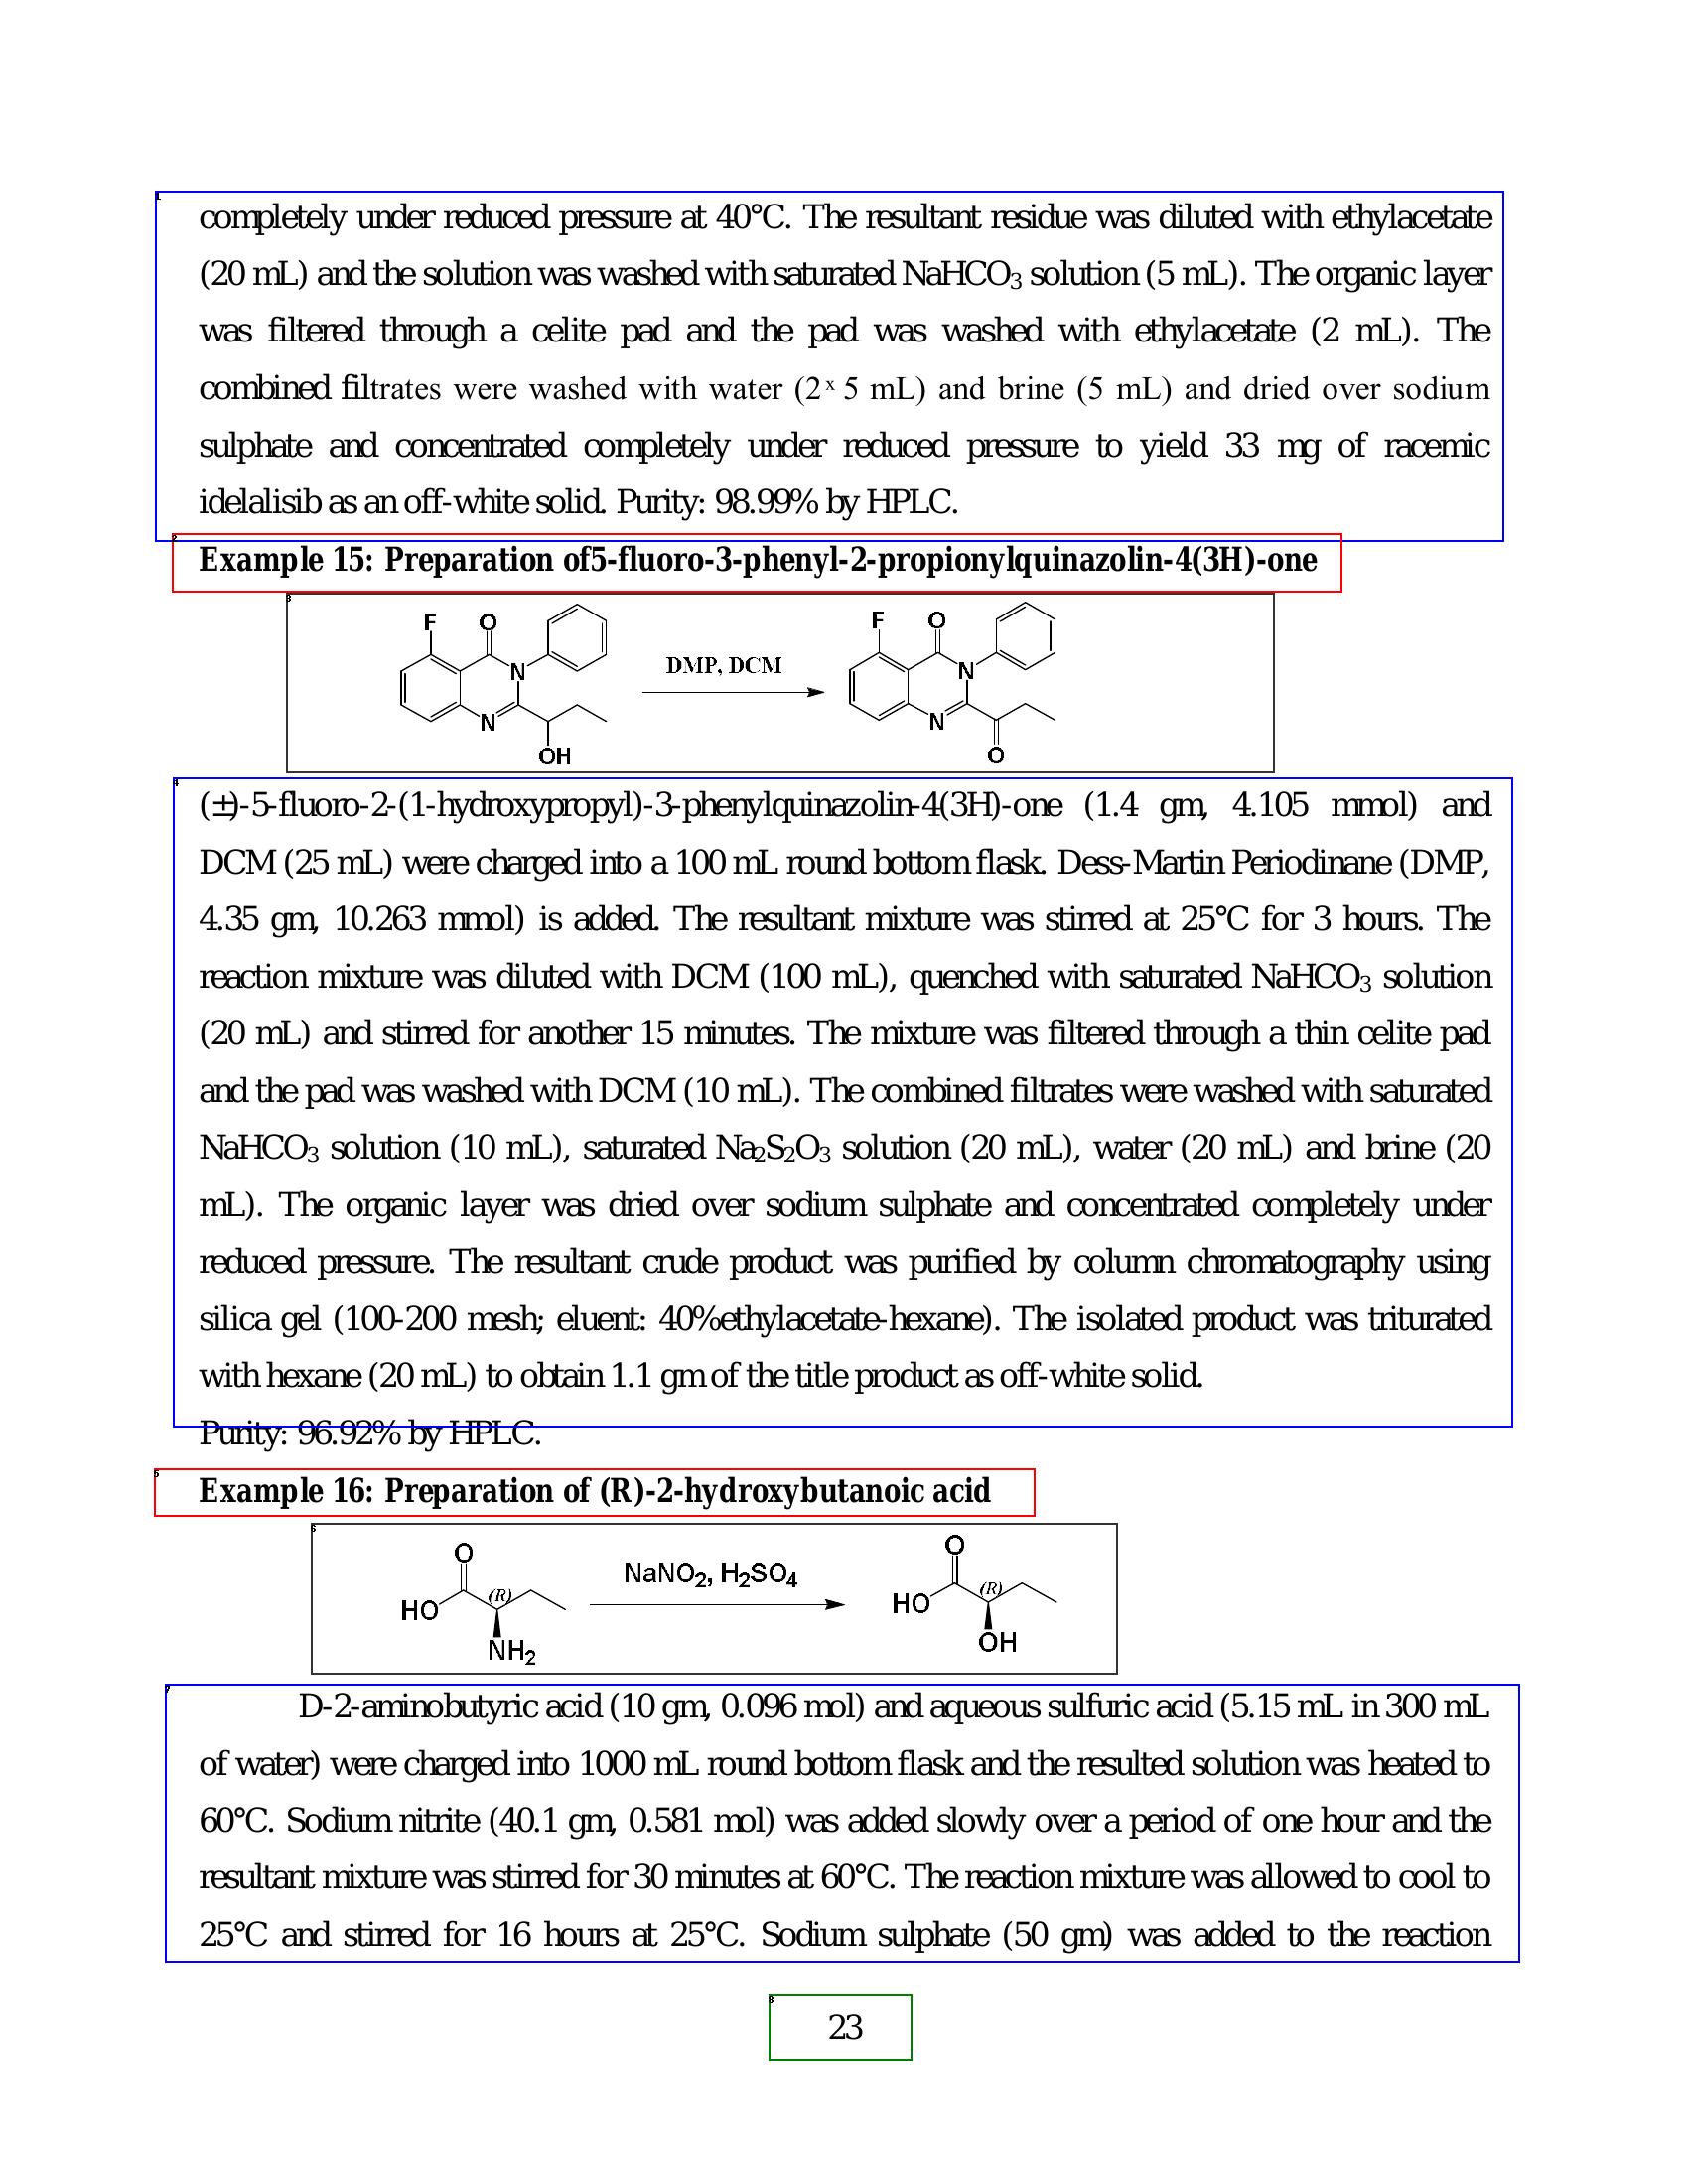 1
completely under reduced pressure at 40°C. The resultant residue was diluted with ethylacetate
(20 mL) and the solution was washed with saturated NaHCO3 solution (5 mL). The organic layer
was filtered through a celite pad and the pad was washed with ethylacetate (2 mL). The
combined filtrates were washed with water (2 x 5 mL) and brine (5 mL) and dried over sodium
sulphate and concentrated completely under reduced pressure to yield 33 mg of racemic
idelalisib as an off-white solid. Purity: 98.99% by HPLC.
2
Example 15: Preparation of5-fluoro-3-phenyl-2-propionylquinazolin-4(3H)-one
3
F O N N OH
DMP, DCM
F O N N O
4
(±)-5-fluoro-2-(1-hydroxypropyl)-3-phenylquinazolin-4(3H)-one (1.4 gm, 4.105 mmol) and
DCM (25 mL) were charged into a 100 mL round bottom flask. Dess-Martin Periodinane (DMP,
4.35 gm, 10.263 mmol) is added. The resultant mixture was stirred at 25°C for 3 hours. The
reaction mixture was diluted with DCM (100 mL), quenched with saturated NaHCO3 solution
(20 mL) and stirred for another 15 minutes. The mixture was filtered through a thin celite pad
and the pad was washed with DCM (10 mL). The combined filtrates were washed with saturated
NaHCO3 solution (10 mL), saturated Na2S2O3 solution (20 mL), water (20 mL) and brine (20
mL). The organic layer was dried over sodium sulphate and concentrated completely under
reduced pressure. The resultant crude product was purified by column chromatography using
silica gel (100-200 mesh; eluent: 40%ethylacetate-hexane). The isolated product was triturated
with hexane (20 mL) to obtain 1.1 gm of the title product as off-white solid.
Purity: 96.92% by HPLC.
5
Example 16: Preparation of (R)-2-hydroxybutanoic acid
6
O HO (R) NH2
NaNO2, H2SO4
O HO (R) OH
7
D-2-aminobutyric acid (10 gm, 0.096 mol) and aqueous sulfuric acid (5.15 mL in 300 mL
of water) were charged into 1000 mL round bottom flask and the resulted solution was heated to
60°C. Sodium nitrite (40.1 gm, 0.581 mol) was added slowly over a period of one hour and the
resultant mixture was stirred for 30 minutes at 60°C. The reaction mixture was allowed to cool to
25°C and stirred for 16 hours at 25°C. Sodium sulphate (50 gm) was added to the reaction
8
23